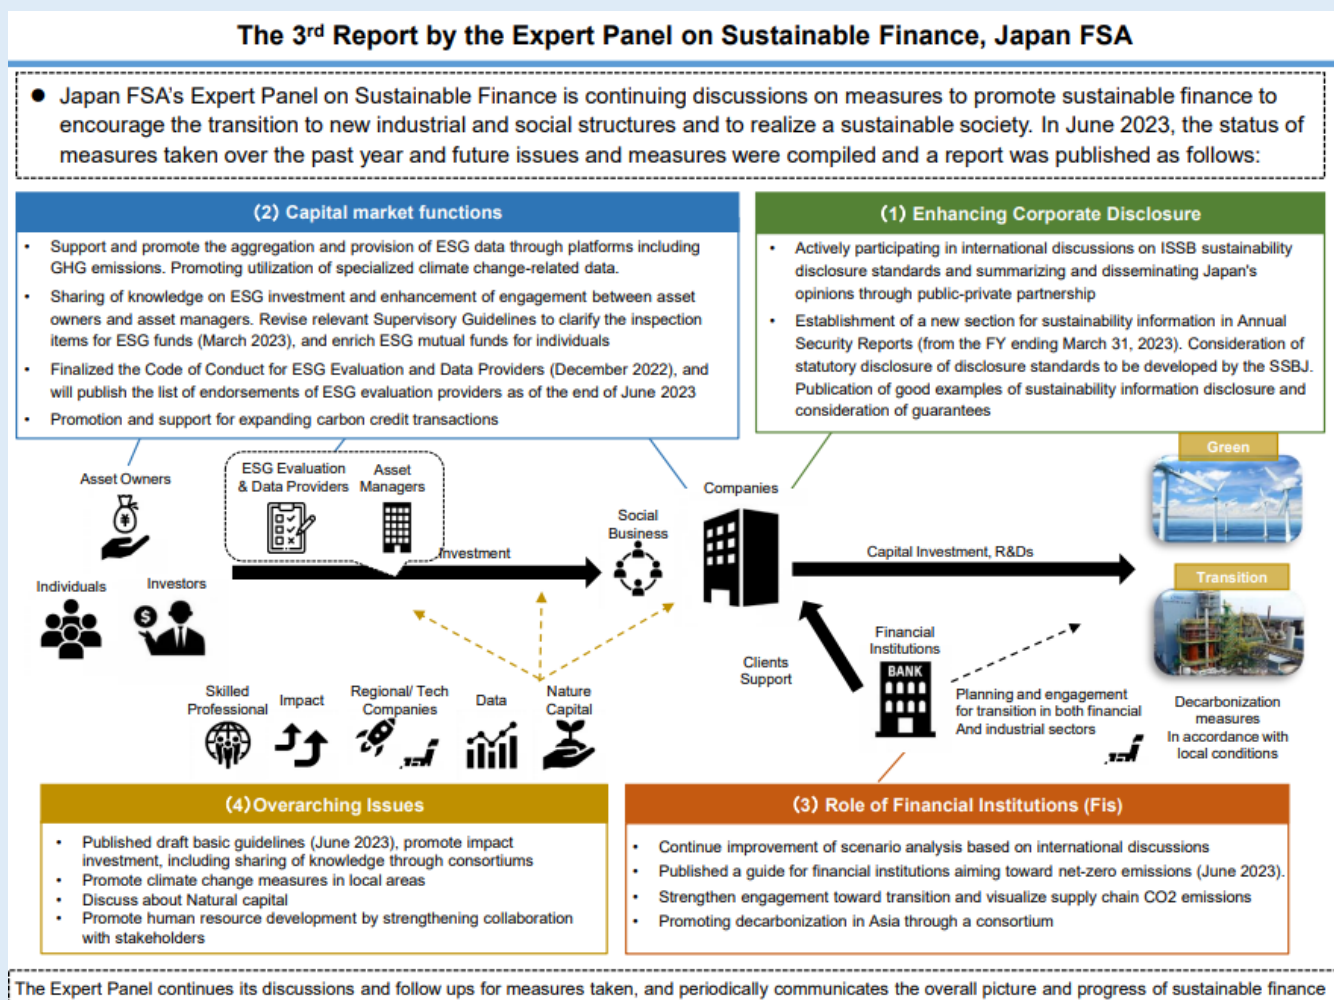 The 3rd Report by the Expert Panel on Sustainable Finance, Japan FSA
● Japan FSA's Expert Panel on Sustainable Finance is continuing discussions on measures to promote sustainable finance to
encourage the transition to new industrial and social structures and to realize a sustainable society. In June 2023, the status of
measures taken over the past year and future issues and measures were compiled and a report was published as follows:
(2) Capital market functions
• Support and promote the aggregation and provision of ESG data through platforms including
GHG emissions. Promoting utilization of specialized climate change-related data.
• Sharing of knowledge on ESG investment and enhancement of engagement between asset
owners and asset managers. Revise relevant Supervisory Guidelines to clarify the inspection
items for ESG funds (March 2023), and enrich ESG mutual funds for individuals
• Finalized the Code of Conduct for ESG Evaluation and Data Providers (December 2022), and
will publish the list of endorsements of ESG evaluation providers as of the end of June 2023
• Promotion and support for expanding carbon credit transactions
(1) Enhancing Corporate Disclosure
• Actively participating in international discussions on ISSB sustainability
disclosure standards and summarizing and disseminating Japan's
opinions through public-private partnership
• Establishment of a new section for sustainability information in Annual
Security Reports (from the FY ending March 31, 2023). Consideration of
statutory disclosure of disclosure standards to be developed by the SSBJ.
Publication of good examples of sustainability information disclosure and
consideration of guarantees
Asset Owners
ESG Evaluation
& Data Providers
Asset
Managers
Individuals
Investors
Investment
Social
Business
Companies
Capital Investment, R&Ds
Green
Transition
Clients
Support
Financial
Institutions
BANK
Planning and engagement
for transition in both financial
And industrial sectors
Decarbonization
measures
In accordance with
local conditions
Skilled
Professional
Impact
Regional/ Tech
Companies
Data
Nature
Capital
(4)Overarching Issues
• Published draft basic guidelines (June 2023), promote impact
investment, including sharing of knowledge through consortiums
• Promote climate change measures in local areas
• Discuss about Natural capital
• Promote human resource development by strengthening collaboration
with stakeholders
(3) Role of Financial Institutions (Fis)
• Continue improvement of scenario analysis based on international discussions
• Published a guide for financial institutions aiming toward net-zero emissions (June 2023).
• Strengthen engagement toward transition and visualize supply chain CO2 emissions
• Promoting decarbonization in Asia through a consortium
The Expert Panel continues its discussions and follow ups for measures taken, and periodically communicates the overall picture and progress of sustainable finance